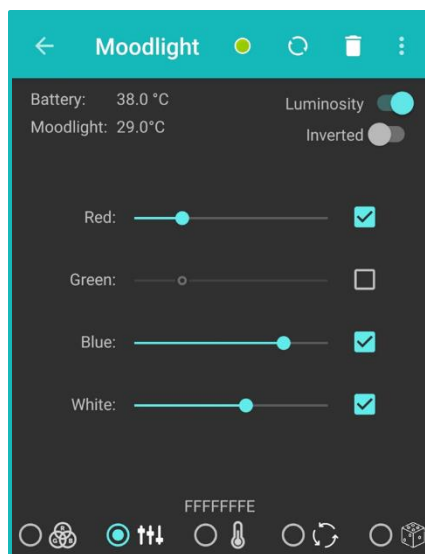 Moodlight
Battery: 38.0 °C
Luminosity
Moodlight: 29.0°C
Inverted
Red:
Green:
Blue:
White:
FFFFFFFE